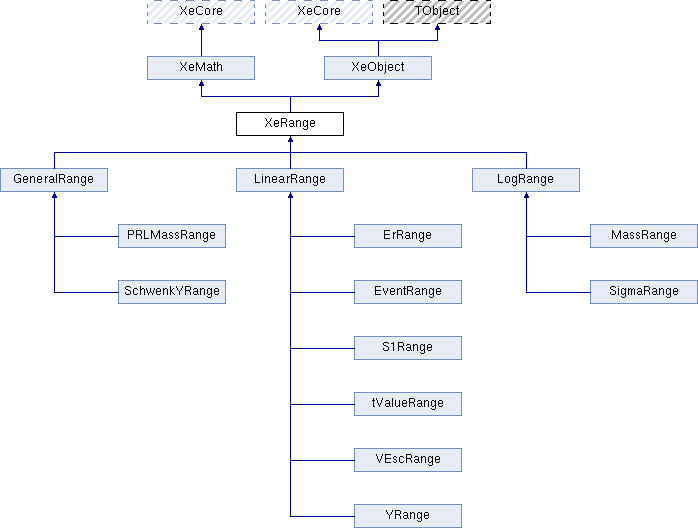 XeCore
XeCore
TObject
XeMath
XeObject
XeRange
GeneralRange
LinearRange
LogRange
PRLMassRange
ErRange
MassRange
SchwenkYRange
EventRange
SigmaRange
S1Range
tValueRange
VEscRange
YRange